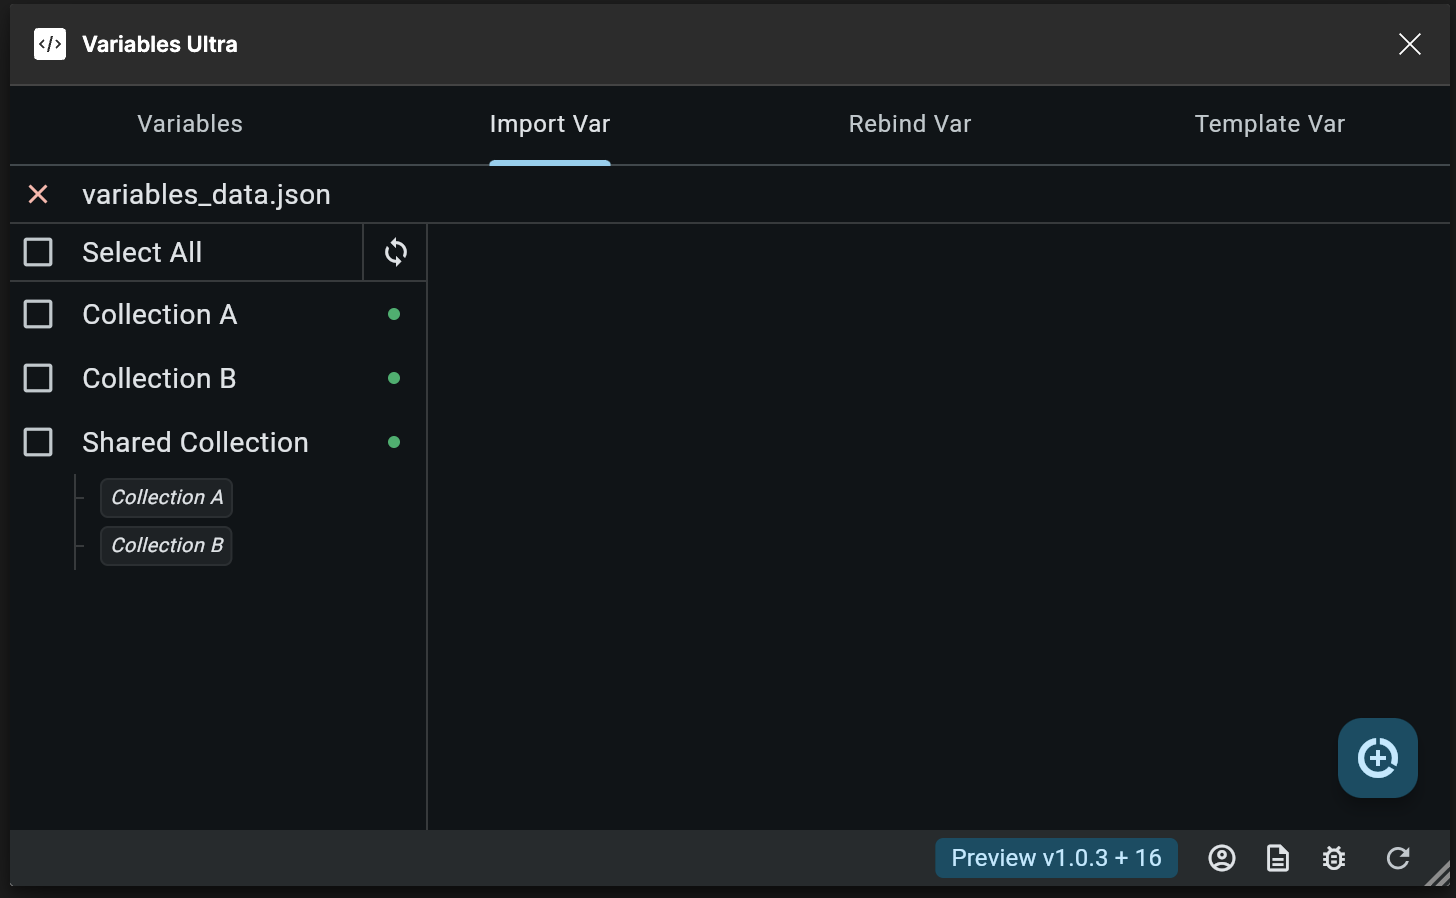 Variables Ultra
Variables
Import Var
Rebind Var
Template Var
variables_data.json
Select All
Collection A
Collection B
Shared Collection
Collection A
Collection B
Preview v1.0.3 + 16